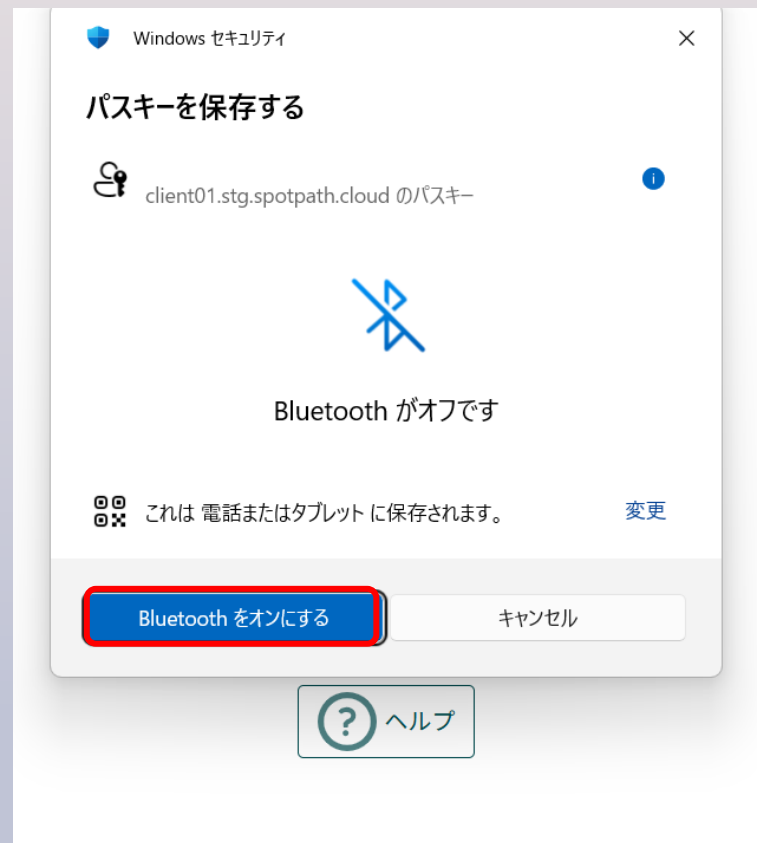 Windows セキュリティ
パスキーを保存する
client01.stg.spotpath.cloud のパスキー
Bluetooth がオフです
これは 電話またはタブレット に保存されます。
変更
Bluetooth をオンにする
キャンセル
ヘルプ